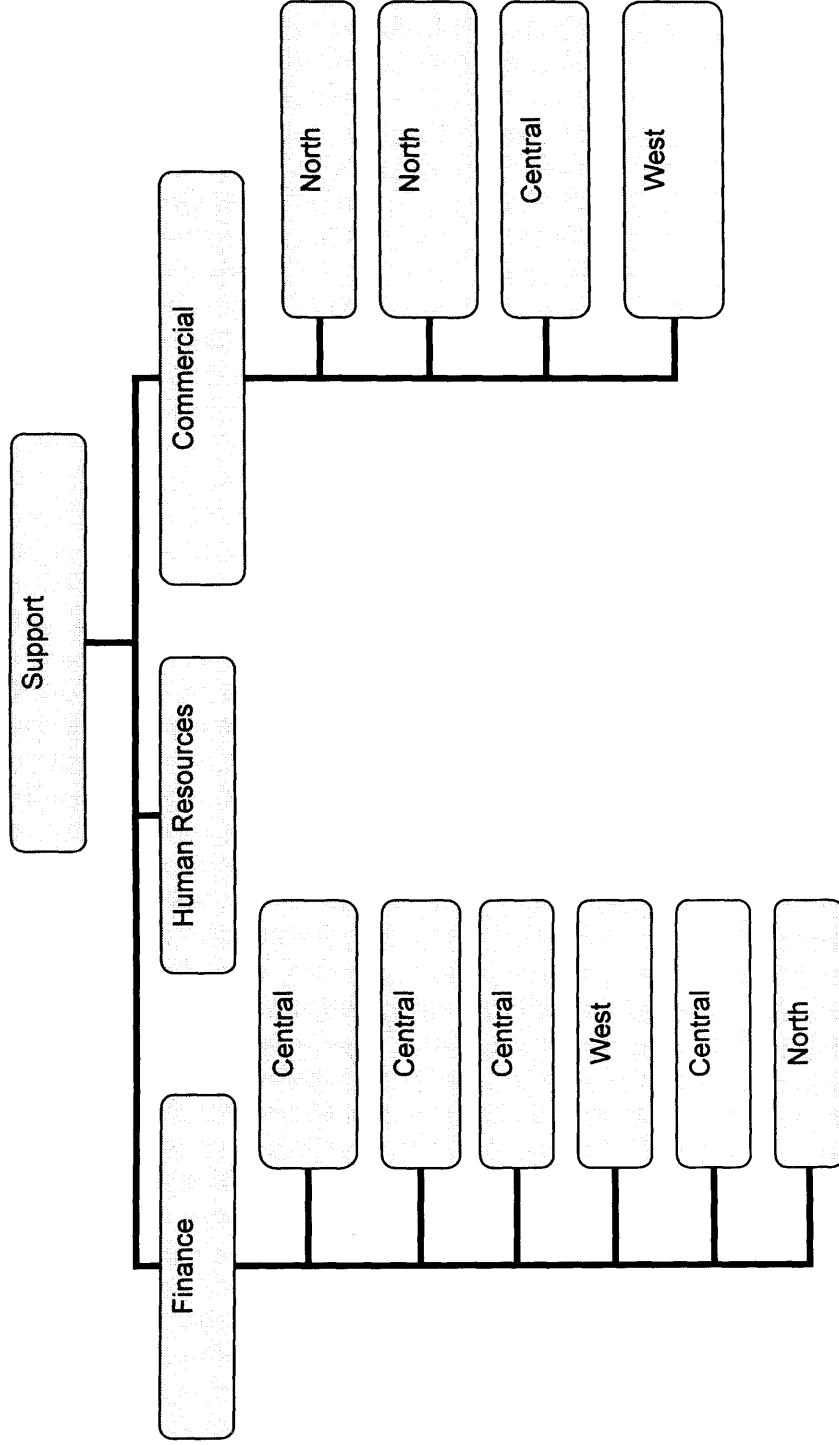 Support
Finance
Human Resources
Commercial
Central
Central
Central
West
Central
North
North
North
Central
West